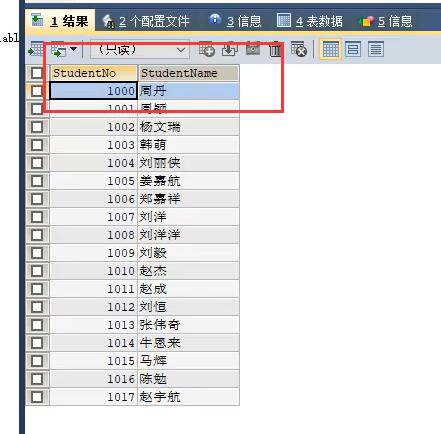 abl
1 结果 2 个配置文件 3 信息 4 表数据 5 信息
（只读）
StudentNo StudentName
1000 周丹
1001 周颖
1002 杨文瑞
1003 韩萌
1004 刘丽侠
1005 姜嘉航
1006 郑嘉祥
1007 刘洋
1008 刘洋洋
1009 刘毅
1010 赵杰
1011 赵成
1012 刘恒
1013 张伟奇
1014 牛恩来
1015 马辉
1016 陈勉
1017 赵宇航